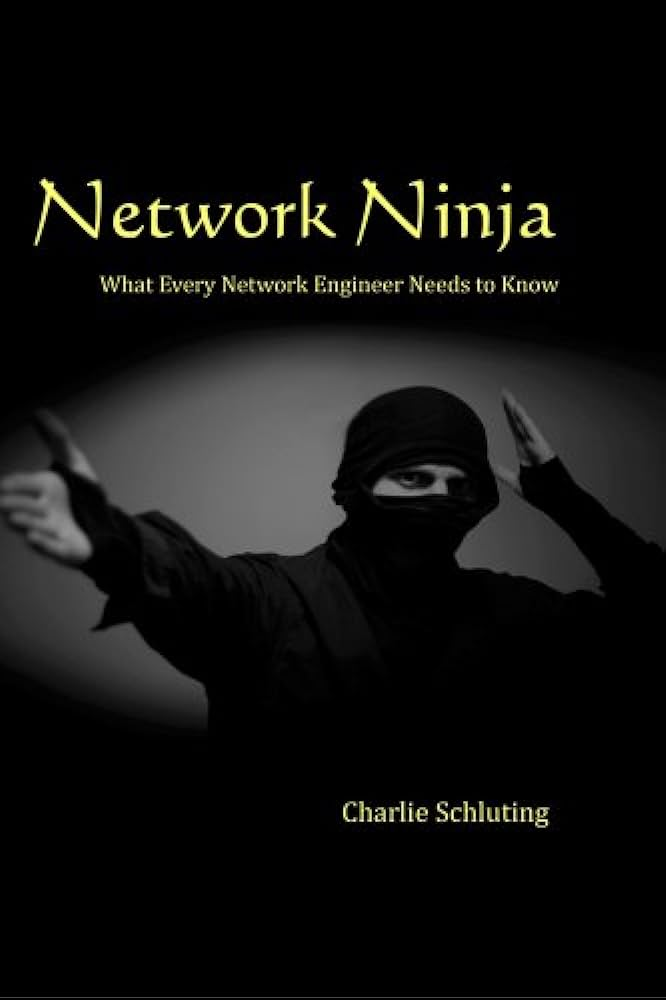 Network Ninja
What Every Network Engineer Needs to Know
Charlie Schluting